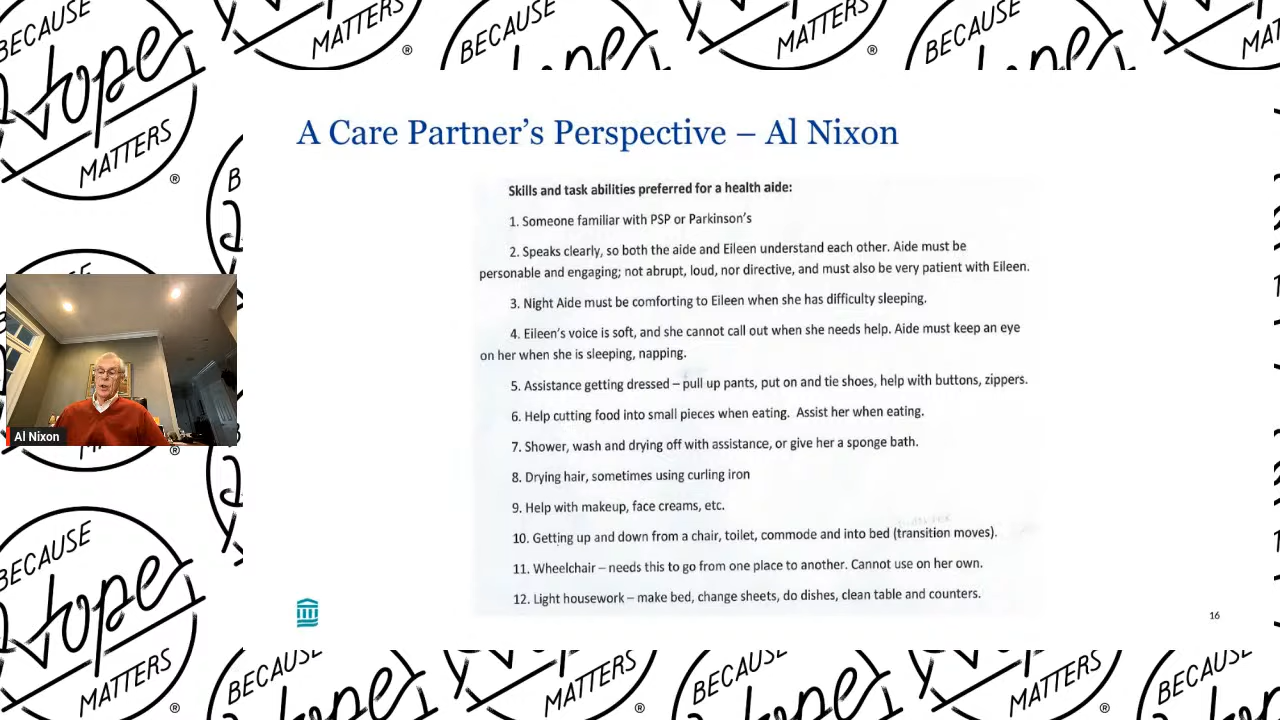 BECAUSE
Hope
MATTERS
®
A Care Partner’s Perspective – Al Nixon
Skills and task abilities preferred for a health aide:
1. Someone familiar with PSP or Parkinson’s
2. Speaks clearly, so both the aide and Eileen understand each other. Aide must be
personable and engaging; not abrupt, loud, nor directive, and must also be very patient with Eileen.
3. Night Aide must be comforting to Eileen when she has difficulty sleeping.
4. Eileen’s voice is soft, and she cannot call out when she needs help. Aide must keep an eye
on her when she is sleeping, napping.
5. Assistance getting dressed – pull up pants, put on and tie shoes, help with buttons, zippers.
6. Help cutting food into small pieces when eating.  Assist her when eating.
7. Shower, wash and drying off with assistance, or give her a sponge bath.
8. Drying hair, sometimes using curling iron
9. Help with makeup, face creams, etc.
10. Getting up and down from a chair, toilet, commode and into bed (transition moves).
11. Wheelchair – needs this to go from one place to another. Cannot use on her own.
12. Light housework – make bed, change sheets, do dishes, clean table and counters.
16
Al Nixon
BECAUSE
Hope
MATTERS
®